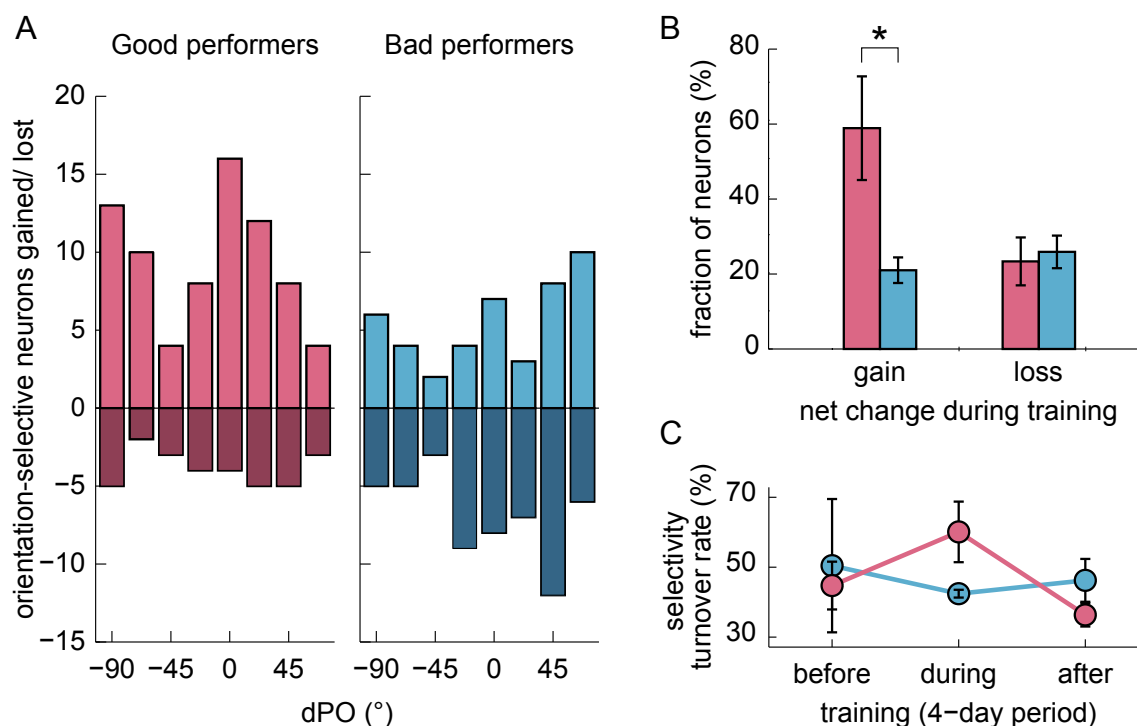 A
Good performers
Bad performers
orientation-selective neurons gained/ lost
20
15
10
5
0
−5
−10
−15
−90
−45
0
45
−90
−45
0
45
dPO (°)
B
fraction of neurons (%)
80
60
40
20
0
*
gain
loss
net change during training
C
selectivity
turnover rate (%)
70
50
30
before
during
after
training (4−day period)